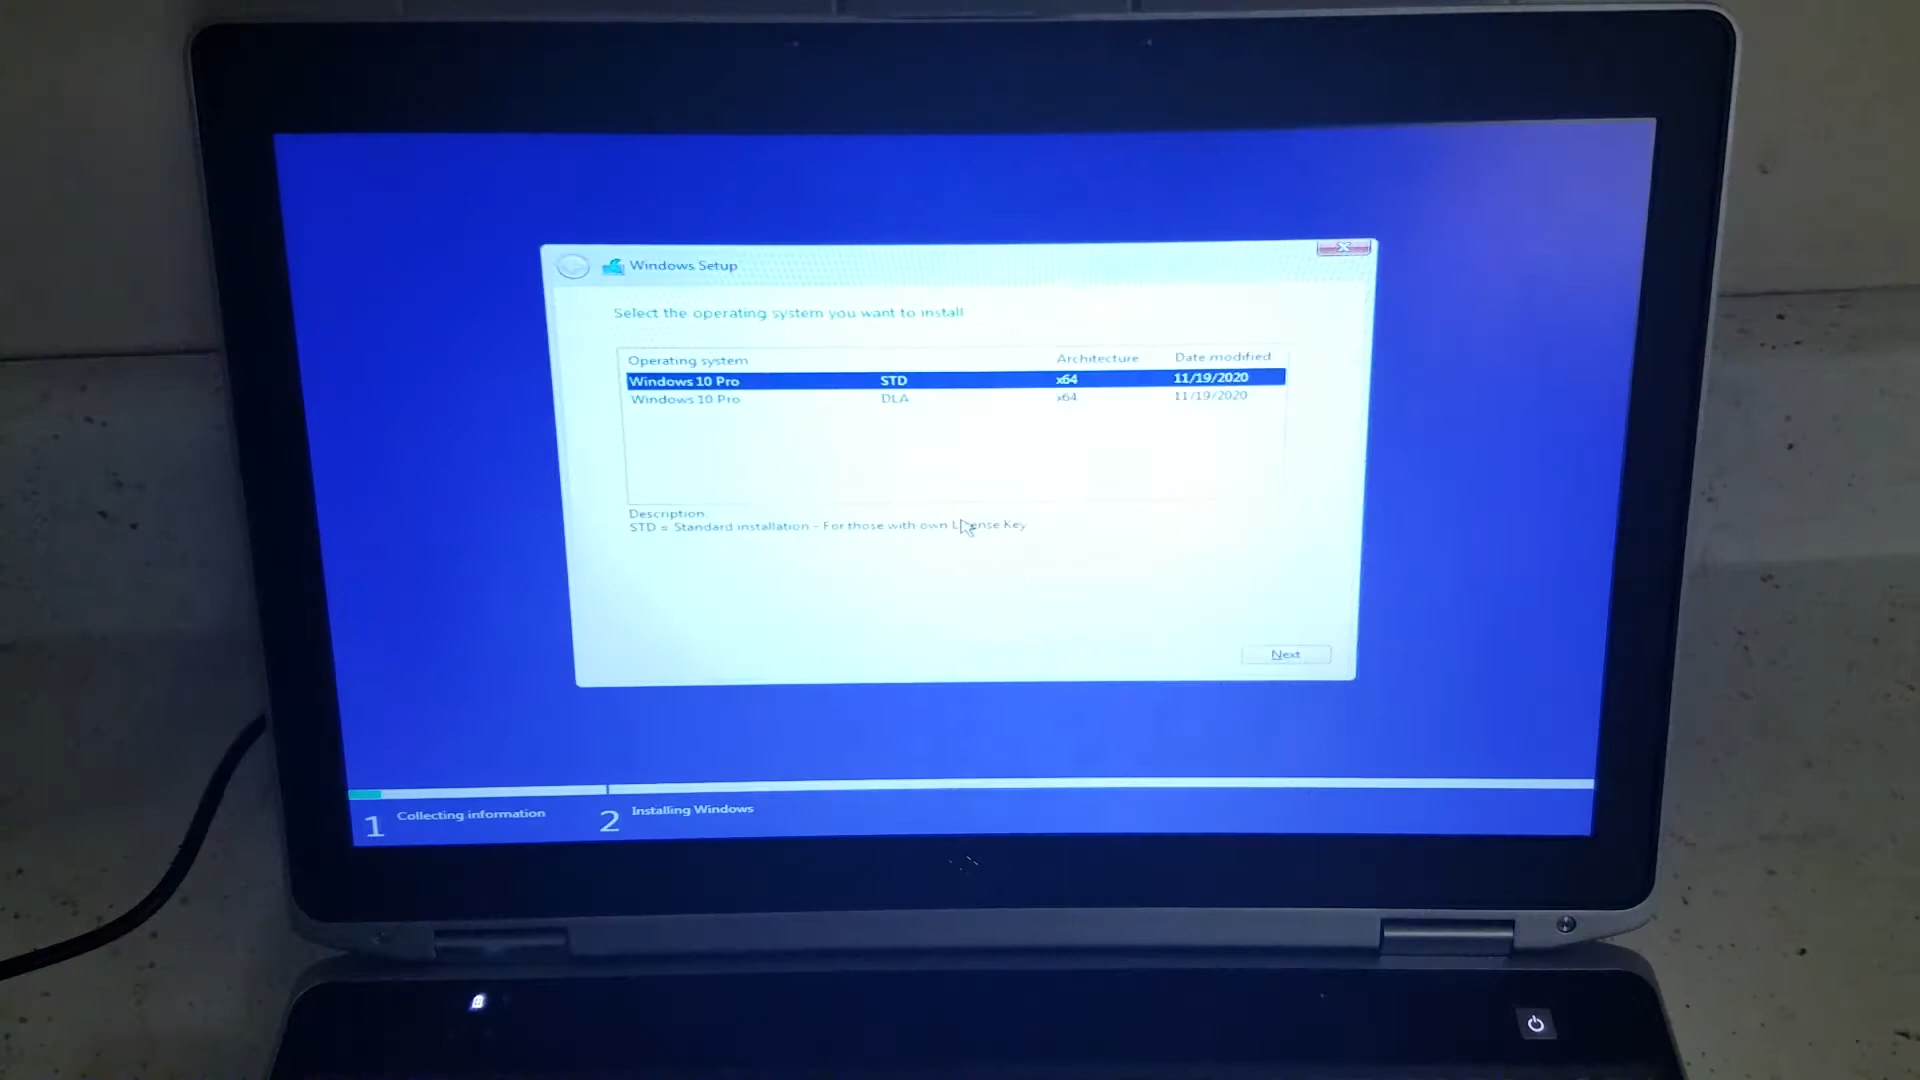 Windows Setup
Select the operating system you want to install
Operating system Architecture Date modified
Windows 10 Pro STD x64 11/19/2020
Windows 10 Pro DLA x64 11/19/2020
Description:
STD = Standard installation - For those with own License Key
Next
1 Collecting information
2 Installing Windows